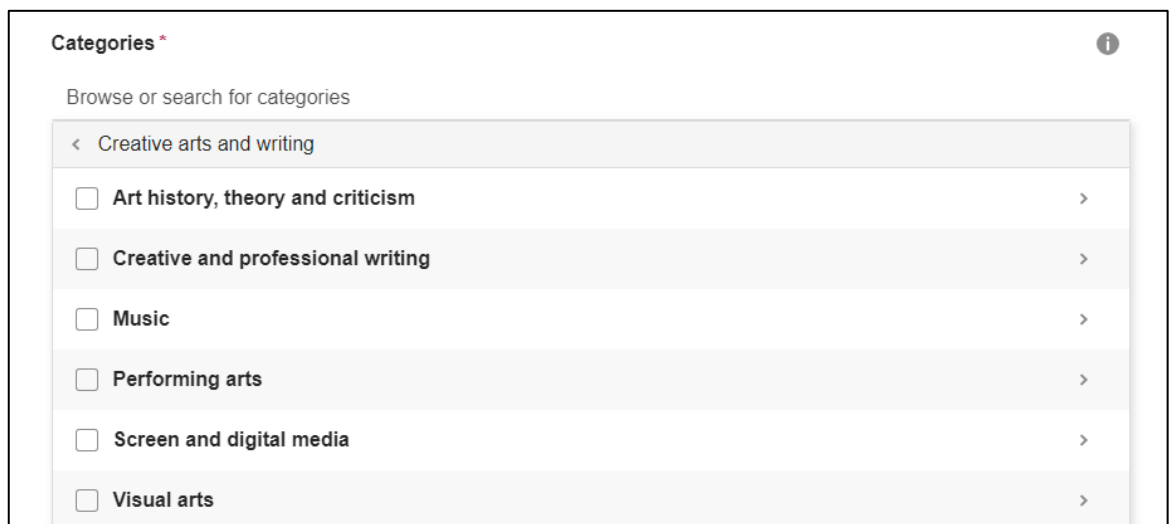 Categories *
Browse or search for categories
Creative arts and writing
Art history, theory and criticism
Creative and professional writing
Music
Performing arts
Screen and digital media
Visual arts